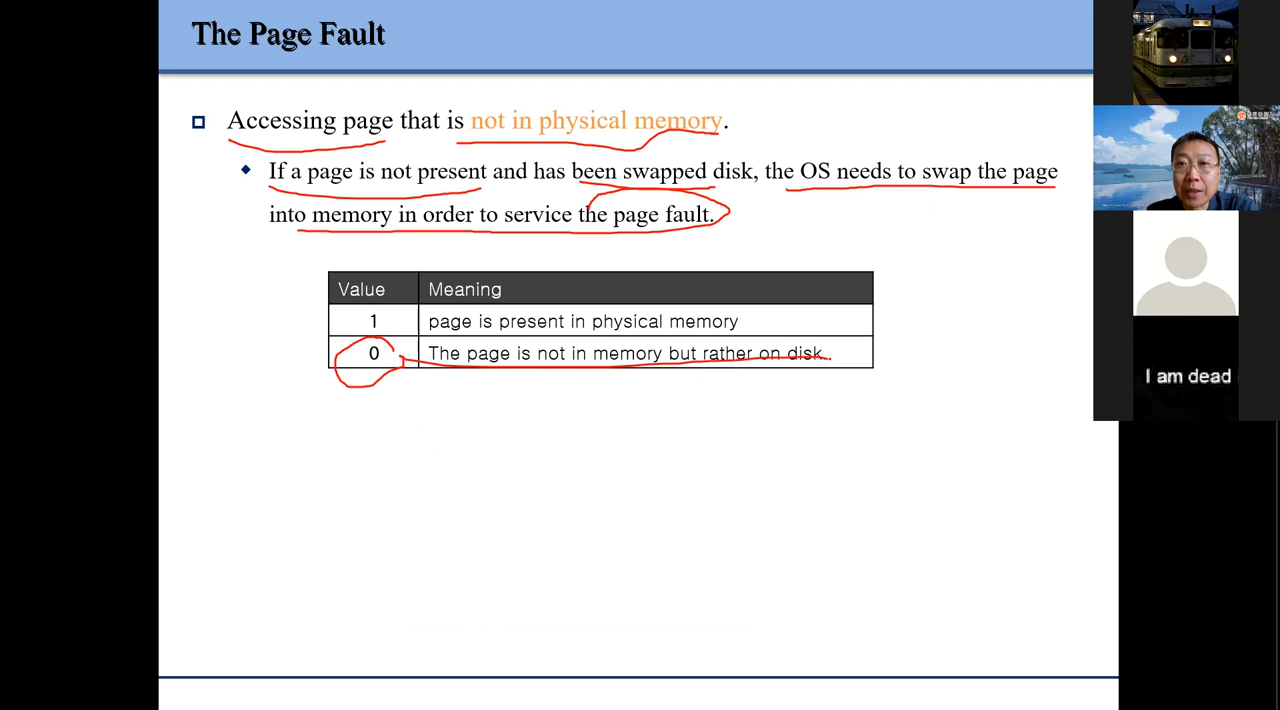 The Page Fault
Accessing page that is not in physical memory.
If a page is not present and has been swapped disk, the OS needs to swap the page
into memory in order to service the page fault.
Value Meaning
1 page is present in physical memory
0 The page is not in memory but rather on disk.
I am dead